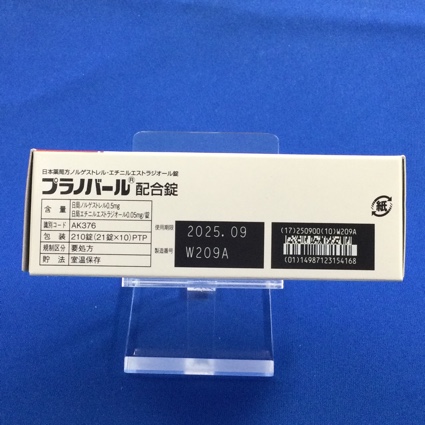 日本薬局方ノルゲストレル・エチニルエストラジオール錠
プラノバール®配合錠
含量 日局ノルゲストレル0.5mg
日局エチニルエストラジオール0.05mg/錠
識別コード AK376
包装 210錠(21錠×10)PTP
規制区分 要処方
貯法 室温保存
使用期限 2025.09
製造番号 W209A
(17)250900(10)W209A
(01)14987123154168
紙